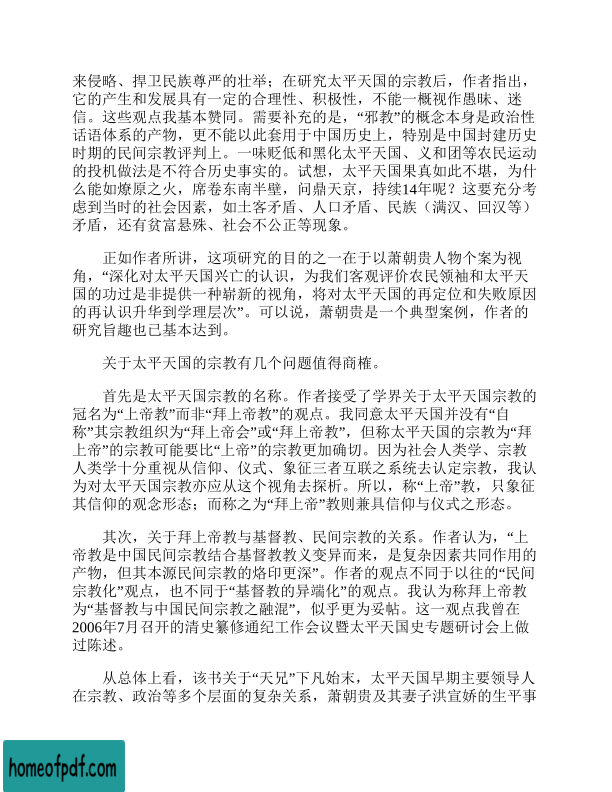 来侵略、捍卫民族尊严的壮举；在研究太平天国的宗教后，作者指出，
它的产生和发展具有一定的合理性、积极性，不能一概视作愚昧、迷
信。这些观点我基本赞同。需要补充的是，“邪教”的概念本身是政治性
话语体系的产物，更不能以此套用于中国历史上，特别是中国封建历史
时期的民间宗教评判上。一味贬低和黑化太平天国、义和团等农民运动
的投机做法是不符合历史事实的。试想，太平天国果真如此不堪，为什
么能如燎原之火，席卷东南半壁，问鼎天京，持续14年呢？这要充分考
虑到当时的社会因素，如土客矛盾、人口矛盾、民族（满汉、回汉等）
矛盾，还有贫富悬殊、社会不公正等现象。
正如作者所讲，这项研究的目的之一在于以萧朝贵人物个案为视
角，“深化对太平天国兴亡的认识，为我们客观评价农民领袖和太平天
国的功过是非提供一种崭新的视角，将对太平天国的再定位和失败原因
的再认识升华到学理层次”。可以说，萧朝贵是一个典型案例，作者的
研究旨趣也已基本达到。
关于太平天国的宗教有几个问题值得商榷。
首先是太平天国宗教的名称。作者接受了学界关于太平天国宗教的
冠名为“上帝教”而非“拜上帝教”的观点。我同意太平天国并没有“自
称”其宗教组织为“拜上帝会”或“拜上帝教”，但称太平天国的宗教为“拜
上帝”的宗教可能要比“上帝”的宗教更加确切。因为社会人类学、宗教
人类学十分重视从信仰、仪式、象征三者互联之系统去认定宗教，我认
为对太平天国宗教亦应从这个视角去探析。所以，称“上帝”教，只象征
其信仰的观念形态；而称之为“拜上帝”教则兼具信仰与仪式之形态。
其次，关于拜上帝教与基督教、民间宗教的关系。作者认为，“上
帝教是中国民间宗教结合基督教教义变异而来，是复杂因素共同作用的
产物，但其本源民间宗教的烙印更深”。作者的观点不同于以往的“民间
宗教化”观点，也不同于“基督教的异端化”的观点。我认为称拜上帝教
为“基督教与中国民间宗教之融混”，似乎更为妥帖。这一观点我曾在
2006年7月召开的清史纂修通纪工作会议暨太平天国史专题研讨会上做
过陈述。
从总体上看，该书关于“天兄”下凡始末，太平天国早期主要领导人
在宗教、政治等多个层面的复杂关系，萧朝贵及其妻子洪宣娇的生平事
homeofpdf.com